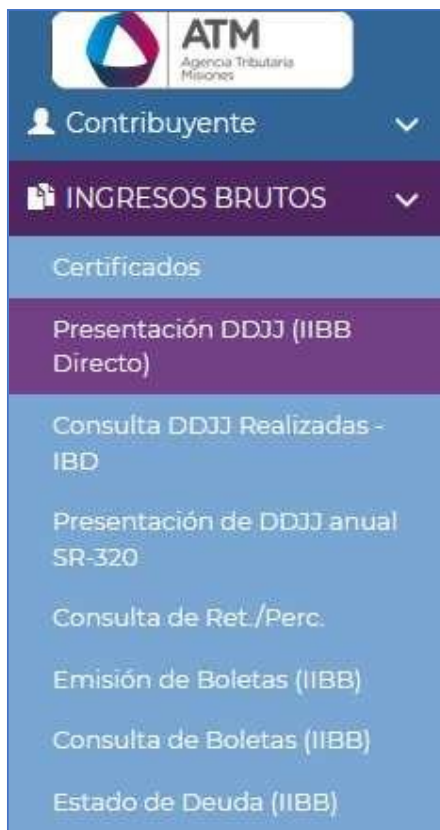 ATM
Agencia Tributaria
Misiones
Contribuyente
INGRESOS BRUTOS
Certificados
Presentación DDJJ (IIBB
Directo)
Consulta DDJJ Realizadas -
IBD
Presentación de DDJJ anual
SR-320
Consulta de Ret./Perc.
Emisión de Boletas (IIBB)
Consulta de Boletas (IIBB)
Estado de Deuda (IIBB)